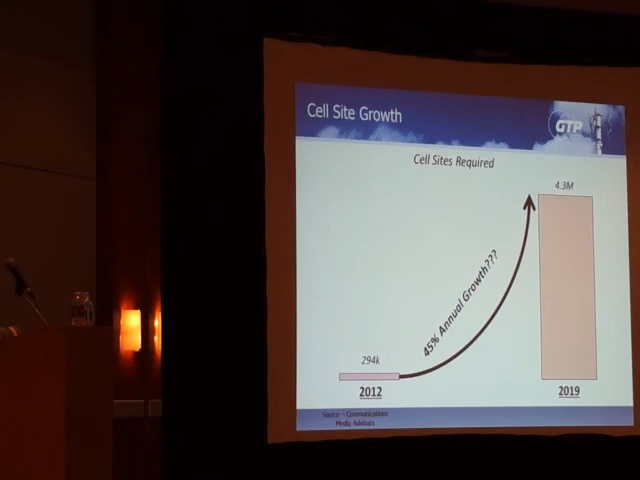 Cell Site Growth
GTP
Cell Sites Required
4.3M
45% Annual Growth???
294k
2012
2019
Source – Communications
Media Advisors